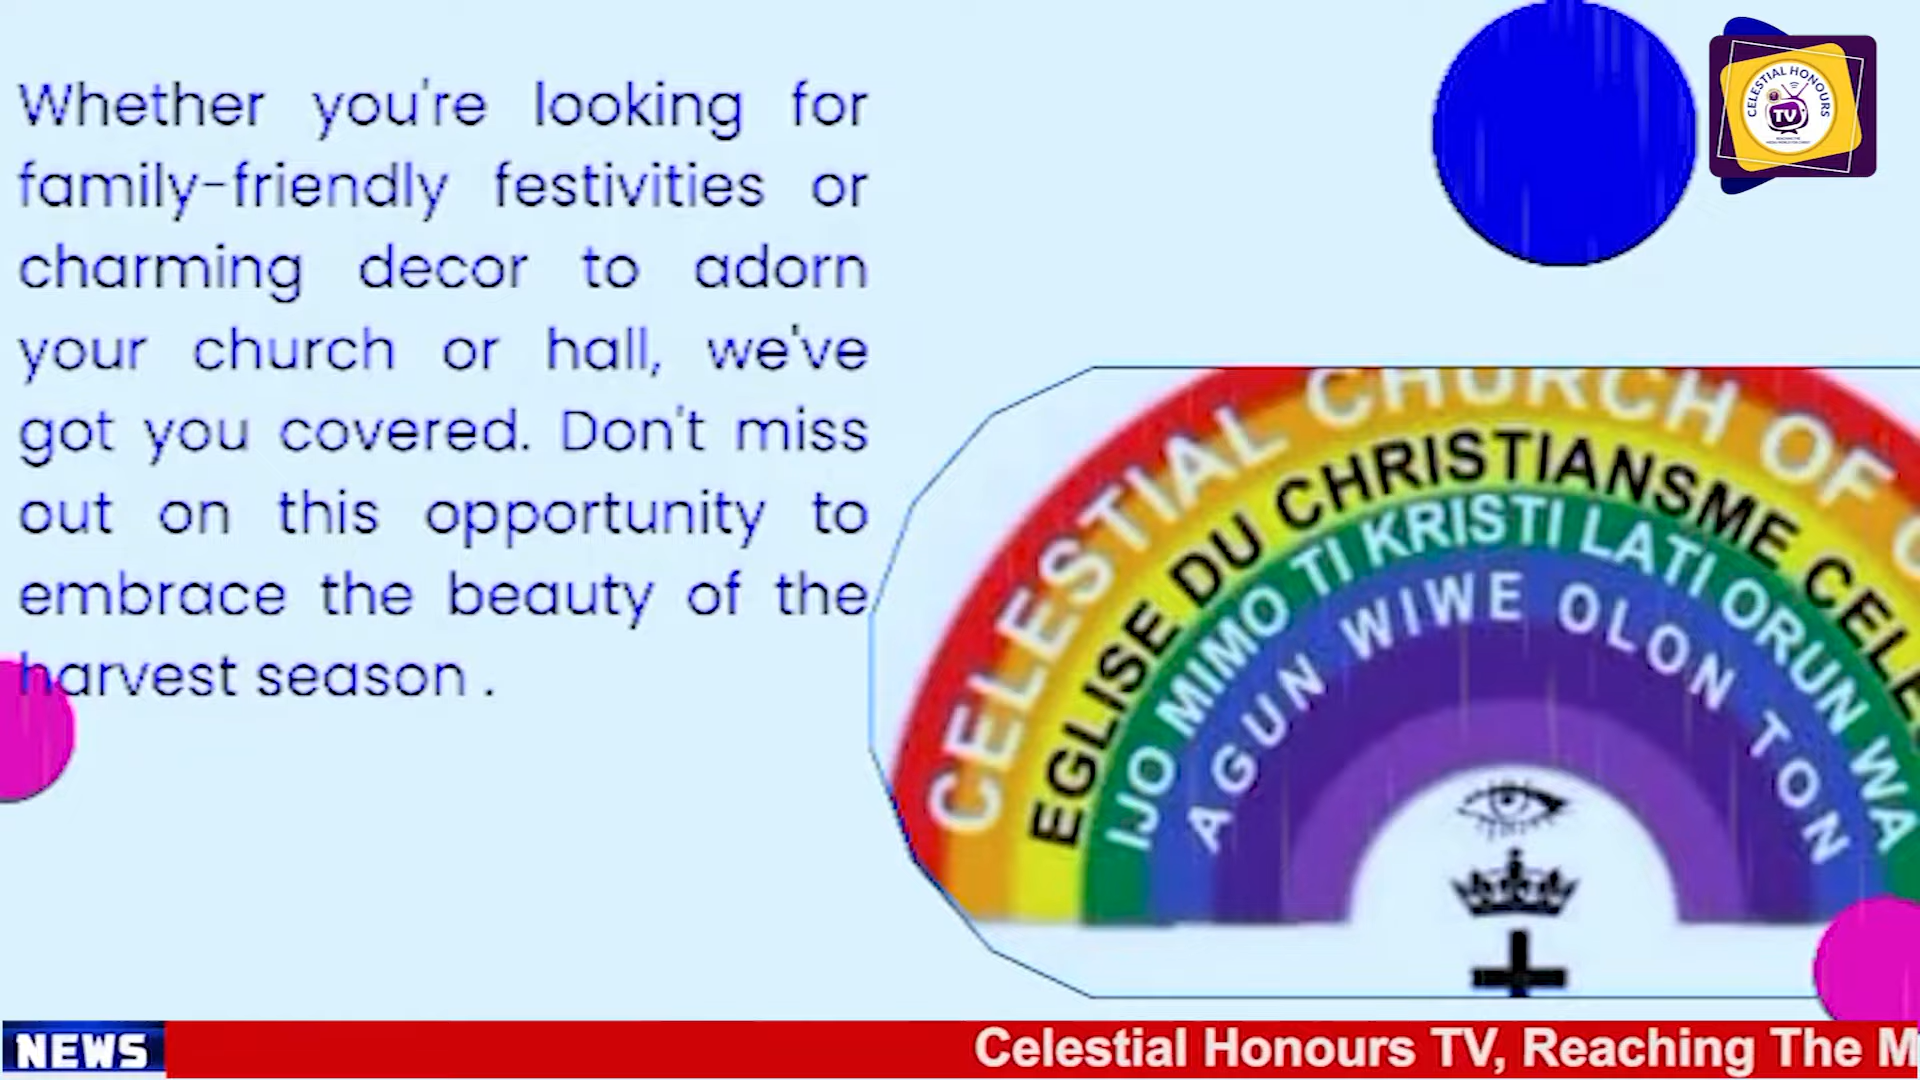 Whether you're looking for
family-friendly festivities or
charming decor to adorn
your church or hall, we've
got you covered. Don't miss
out on this opportunity to
embrace the beauty of the
harvest season .
CELESTIAL HONOURS
TV
CELESTIAL CHURCH OF C
EGLISE DU CHRISTIANSME CELE
IJO MIMO TI KRISTI LATI ORUN WA
AGUN WIWE OLON TON
NEWS
Celestial Honours TV, Reaching The M